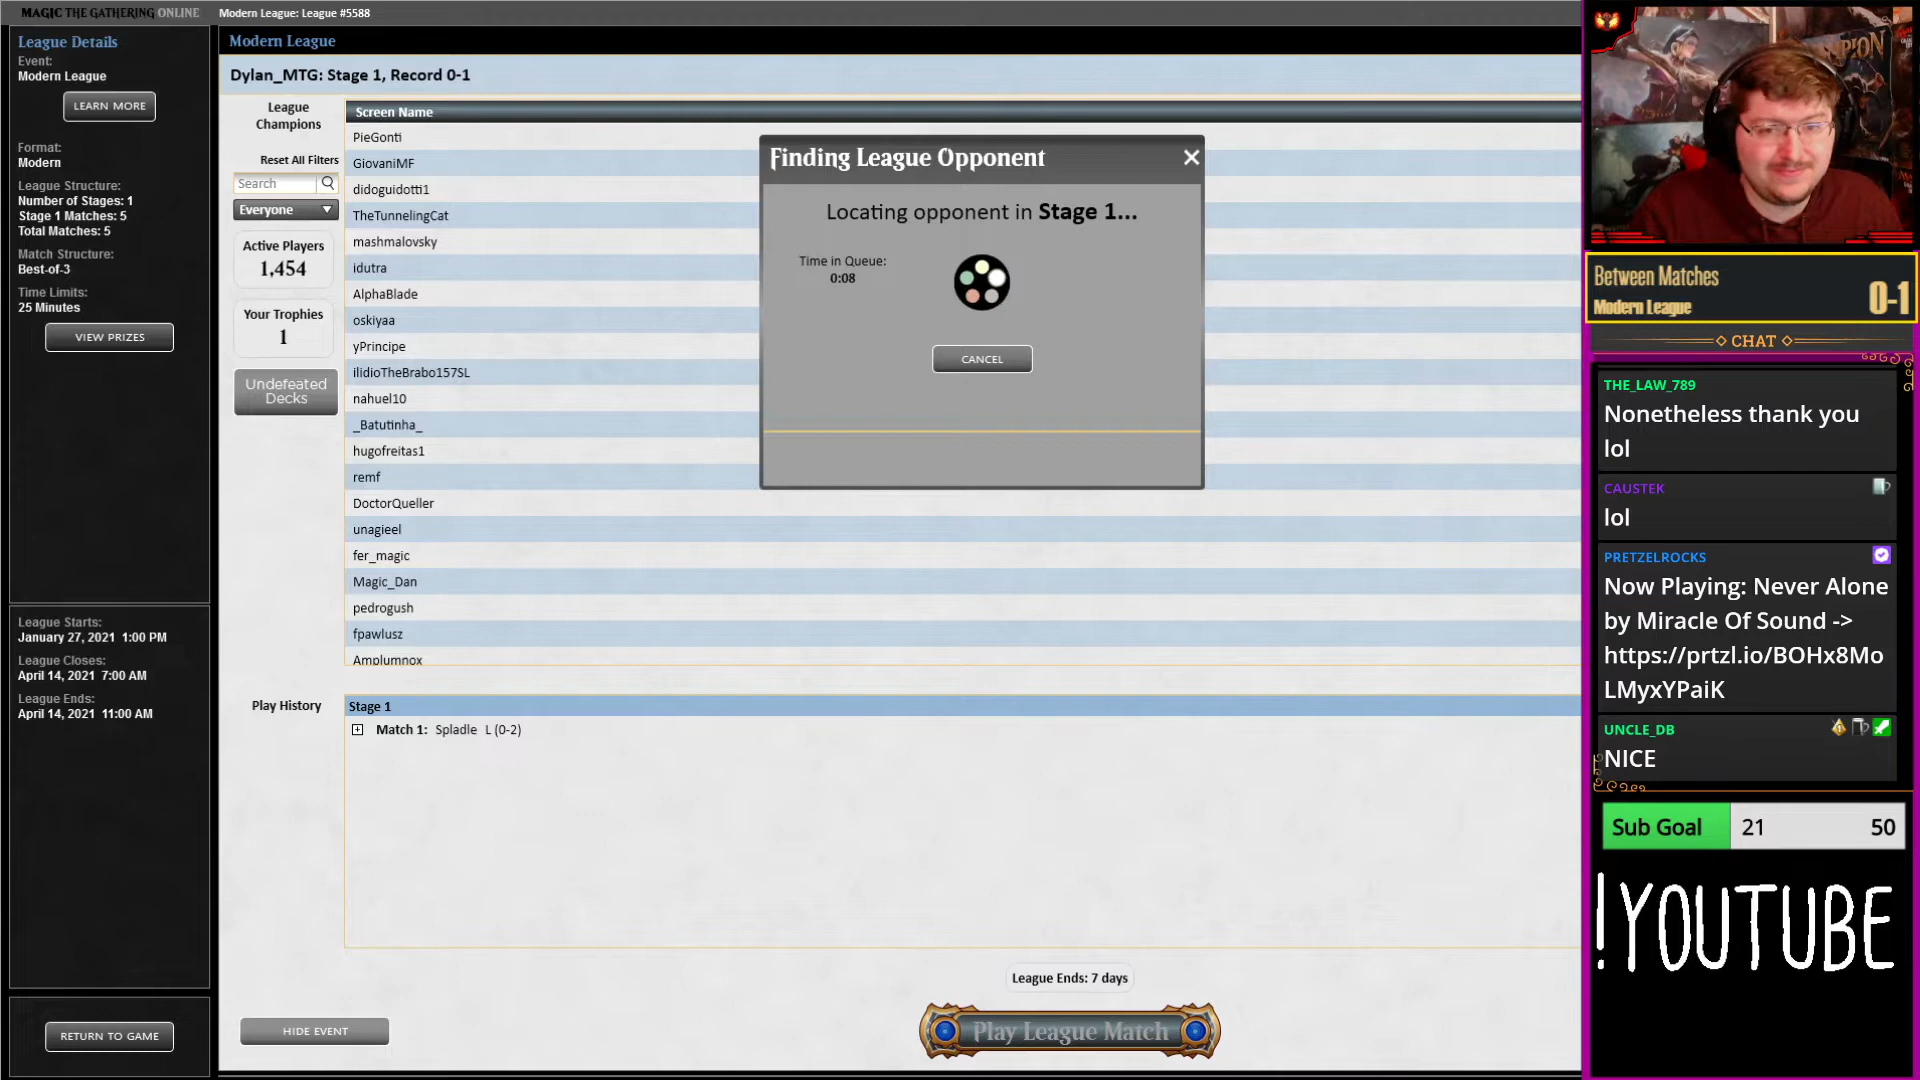 MAGIC THE GATHERING ONLINE
Modern League: League #5588
League Details
Event:
Modern League
LEARN MORE
Format:
Modern
League Structure:
Number of Stages: 1
Stage 1 Matches: 5
Total Matches: 5
Match Structure:
Best-of-3
Time Limits:
25 Minutes
VIEW PRIZES
League Starts:
January 27, 2021 1:00 PM
League Closes:
April 14, 2021 7:00 AM
League Ends:
April 14, 2021 11:00 AM
RETURN TO GAME
Modern League
Dylan_MTG: Stage 1, Record 0-1
League
Champions
Reset All Filters
Search
Everyone
Active Players
1,454
Your Trophies
1
Undefeated
Decks
Screen Name
PieGonti
GiovaniMF
didoguidotti1
TheTunnelingCat
mashmalovsky
idutra
AlphaBlade
oskiyaa
yPrincipe
ilidioTheBrabo157SL
nahuel10
_Batutinha_
hugofreitas1
remf
DoctorQueller
unagieel
fer_magic
Magic_Dan
pedrogush
fpawlusz
Amplumnox
Finding League Opponent
Locating opponent in Stage 1...
Time in Queue:
0:08
CANCEL
Play History
Stage 1
Match 1: Spladle L (0-2)
League Ends: 7 days
HIDE EVENT
Play League Match
Between Matches
Modern League
0-1
CHAT
THE_LAW_789
Nonetheless thank you
lol
CAUSTEK
lol
PRETZELROCKS
Now Playing: Never Alone
by Miracle Of Sound ->
https://prtzl.io/BOHx8Mo
LMyxYPaiK
UNCLE_DB
NICE
Sub Goal 21 50
!YOUTUBE